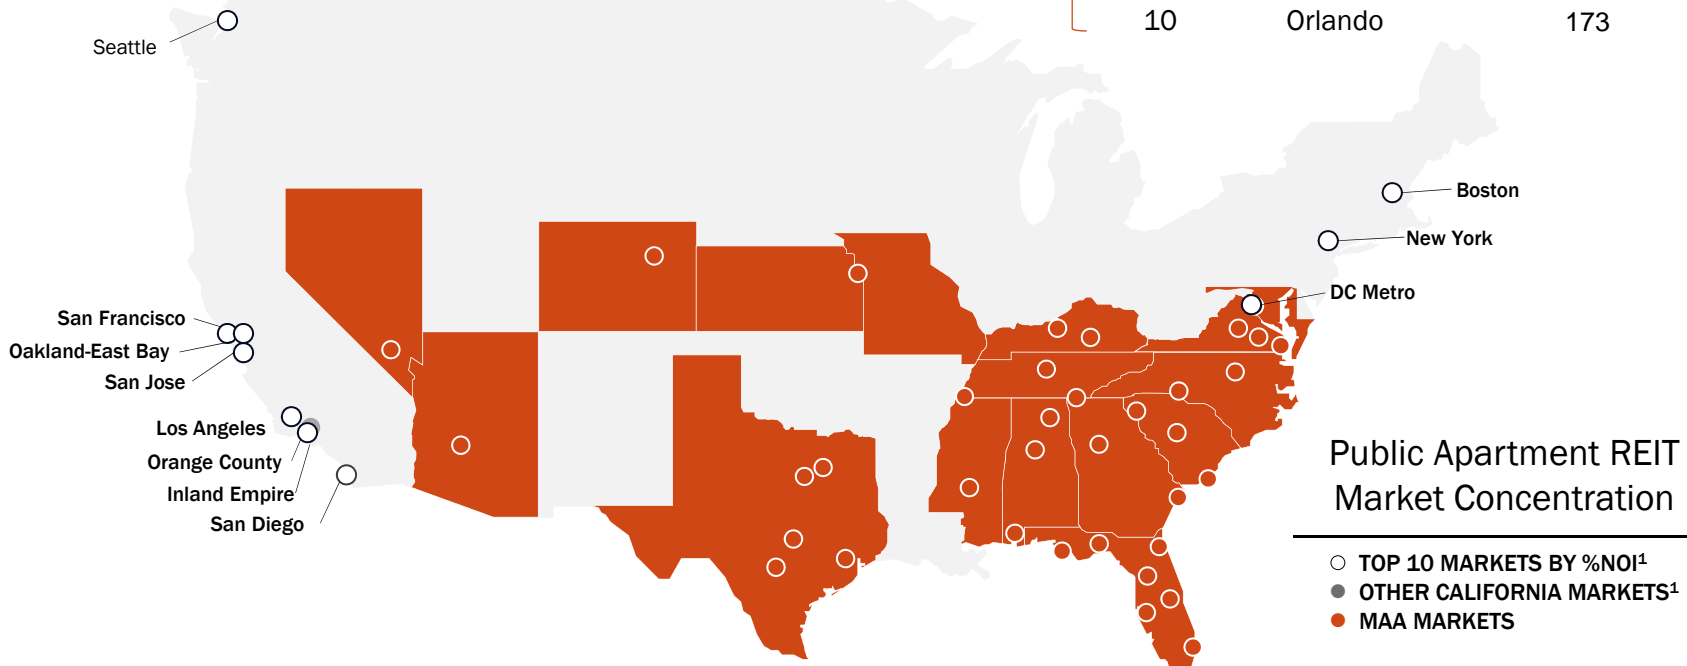 10 Orlando 173
Seattle
Boston
New York
DC Metro
San Francisco
Oakland-East Bay
San Jose
Los Angeles
Orange County
Inland Empire
San Diego
Public Apartment REIT
Market Concentration
TOP 10 MARKETS BY %NOI¹
OTHER CALIFORNIA MARKETS¹
MAA MARKETS